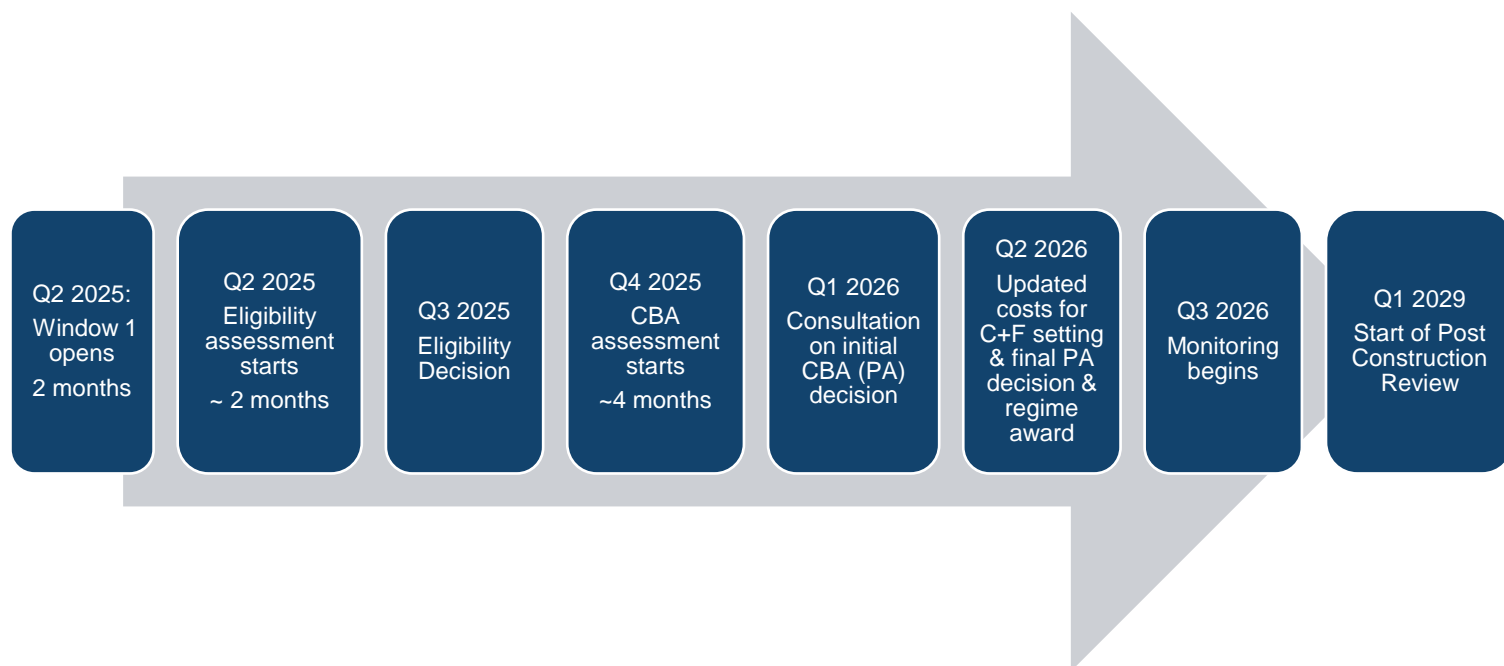 Q2 2025:
Window 1
opens
2 months
Q2 2025
Eligibility
assessment
starts
~ 2 months
Q3 2025
Eligibility
Decision
Q4 2025
CBA
assessment
starts
~4 months
Q1 2026
Consultation
on initial
CBA (PA)
decision
Q2 2026
Updated
costs for
C+F setting
& final PA
decision &
regime
award
Q3 2026
Monitoring
begins
Q1 2029
Start of Post
Construction
Review